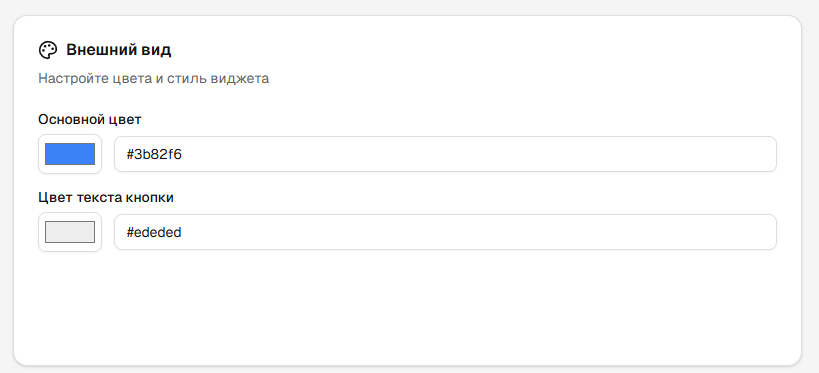 Внешний вид
Настройте цвета и стиль виджета
Основной цвет
#3b82f6
Цвет текста кнопки
#ededed